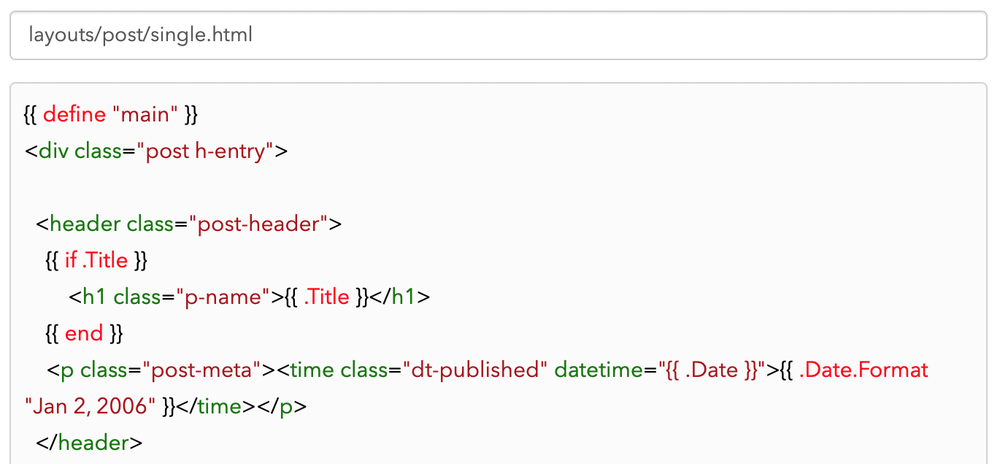 layouts/post/single.html
{{ define "main" }}
<div class="post h-entry">
<header class="post-header">
{{ if .Title }}
<h1 class="p-name">{{ .Title }}</h1>
{{ end }}
<p class="post-meta"><time class="dt-published" datetime="{{ .Date }}">{{ .Date.Format
"Jan 2, 2006" }}</time></p>
</header>